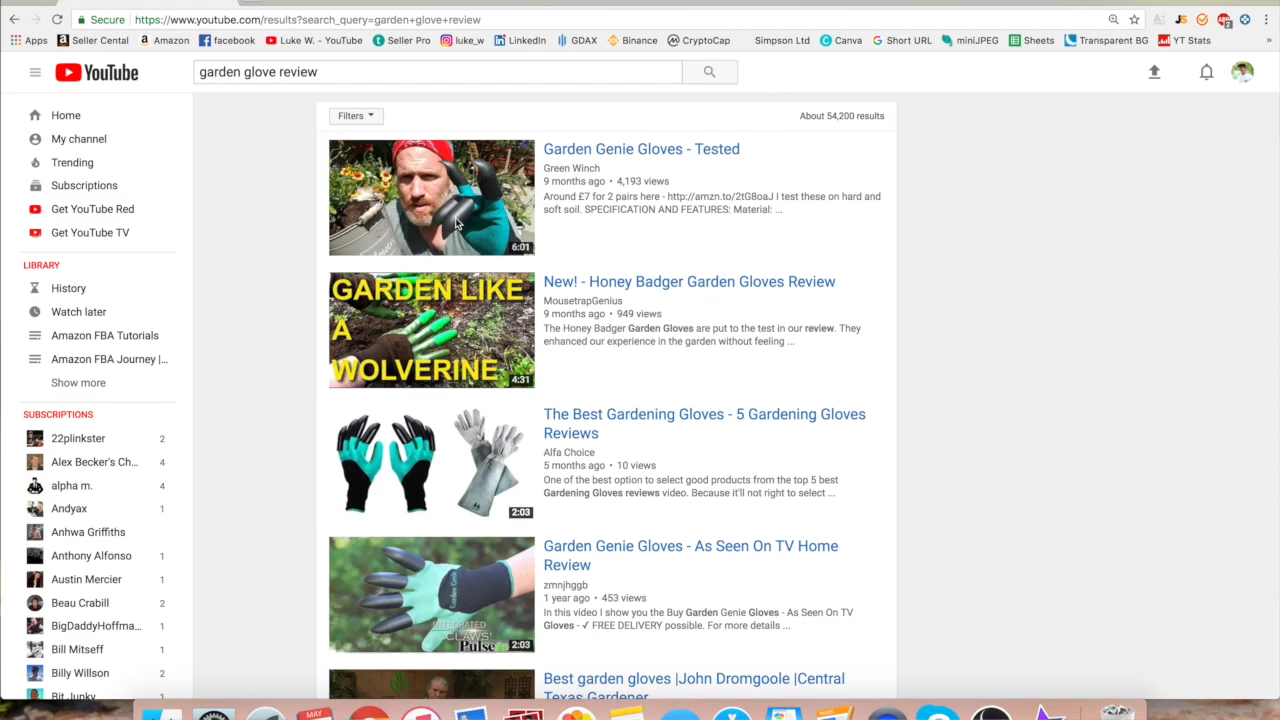 Secure https://www.youtube.com/results?search_query=garden+glove+review
Apps Seller Cental Amazon facebook Luke W. - YouTube Seller Pro luke_w LinkedIn GDAX Binance CryptoCap Simpson Ltd Canva Short URL miniJPEG Sheets Transparent BG YT Stats »
YouTube
garden glove review
Home
My channel
Trending
Subscriptions
Get YouTube Red
Get YouTube TV
LIBRARY
History
Watch later
Amazon FBA Tutorials
Amazon FBA Journey |...
Show more
SUBSCRIPTIONS
22plinkster 2
Alex Becker's Ch... 4
alpha m. 4
Andyax 1
Anhwa Griffiths
Anthony Alfonso 1
Austin Mercier 1
Beau Crabill 2
BigDaddyHoffma... 1
Bill Mitseff 1
Billy Willson 2
Bit Junky 1
Filters
About 54,200 results
6:01
Garden Genie Gloves - Tested
Green Winch
9 months ago • 4,193 views
Around £7 for 2 pairs here - http://amzn.to/2tG8oaJ I test these on hard and
soft soil. SPECIFICATION AND FEATURES: Material: ...
GARDEN LIKE
A
WOLVERINE
4:31
New! - Honey Badger Garden Gloves Review
MousetrapGenius
9 months ago • 949 views
The Honey Badger Garden Gloves are put to the test in our review. They
enhanced our experience in the garden without feeling ...
2:03
The Best Gardening Gloves - 5 Gardening Gloves
Reviews
Alfa Choice
5 months ago • 10 views
One of the best option to select good products from the top 5 best
Gardening Gloves reviews video. Because it'll not right to select ...
Garden Genie
INTEGRATED
CLAWS!
Pulse
2:03
Garden Genie Gloves - As Seen On TV Home
Review
zmnjhggb
1 year ago • 453 views
In this video I show you the Buy Garden Genie Gloves - As Seen On TV
Gloves - ✓ FREE DELIVERY possible. For more details ...
Best garden gloves |John Dromgoole |Central
Texas Gardener
MAY